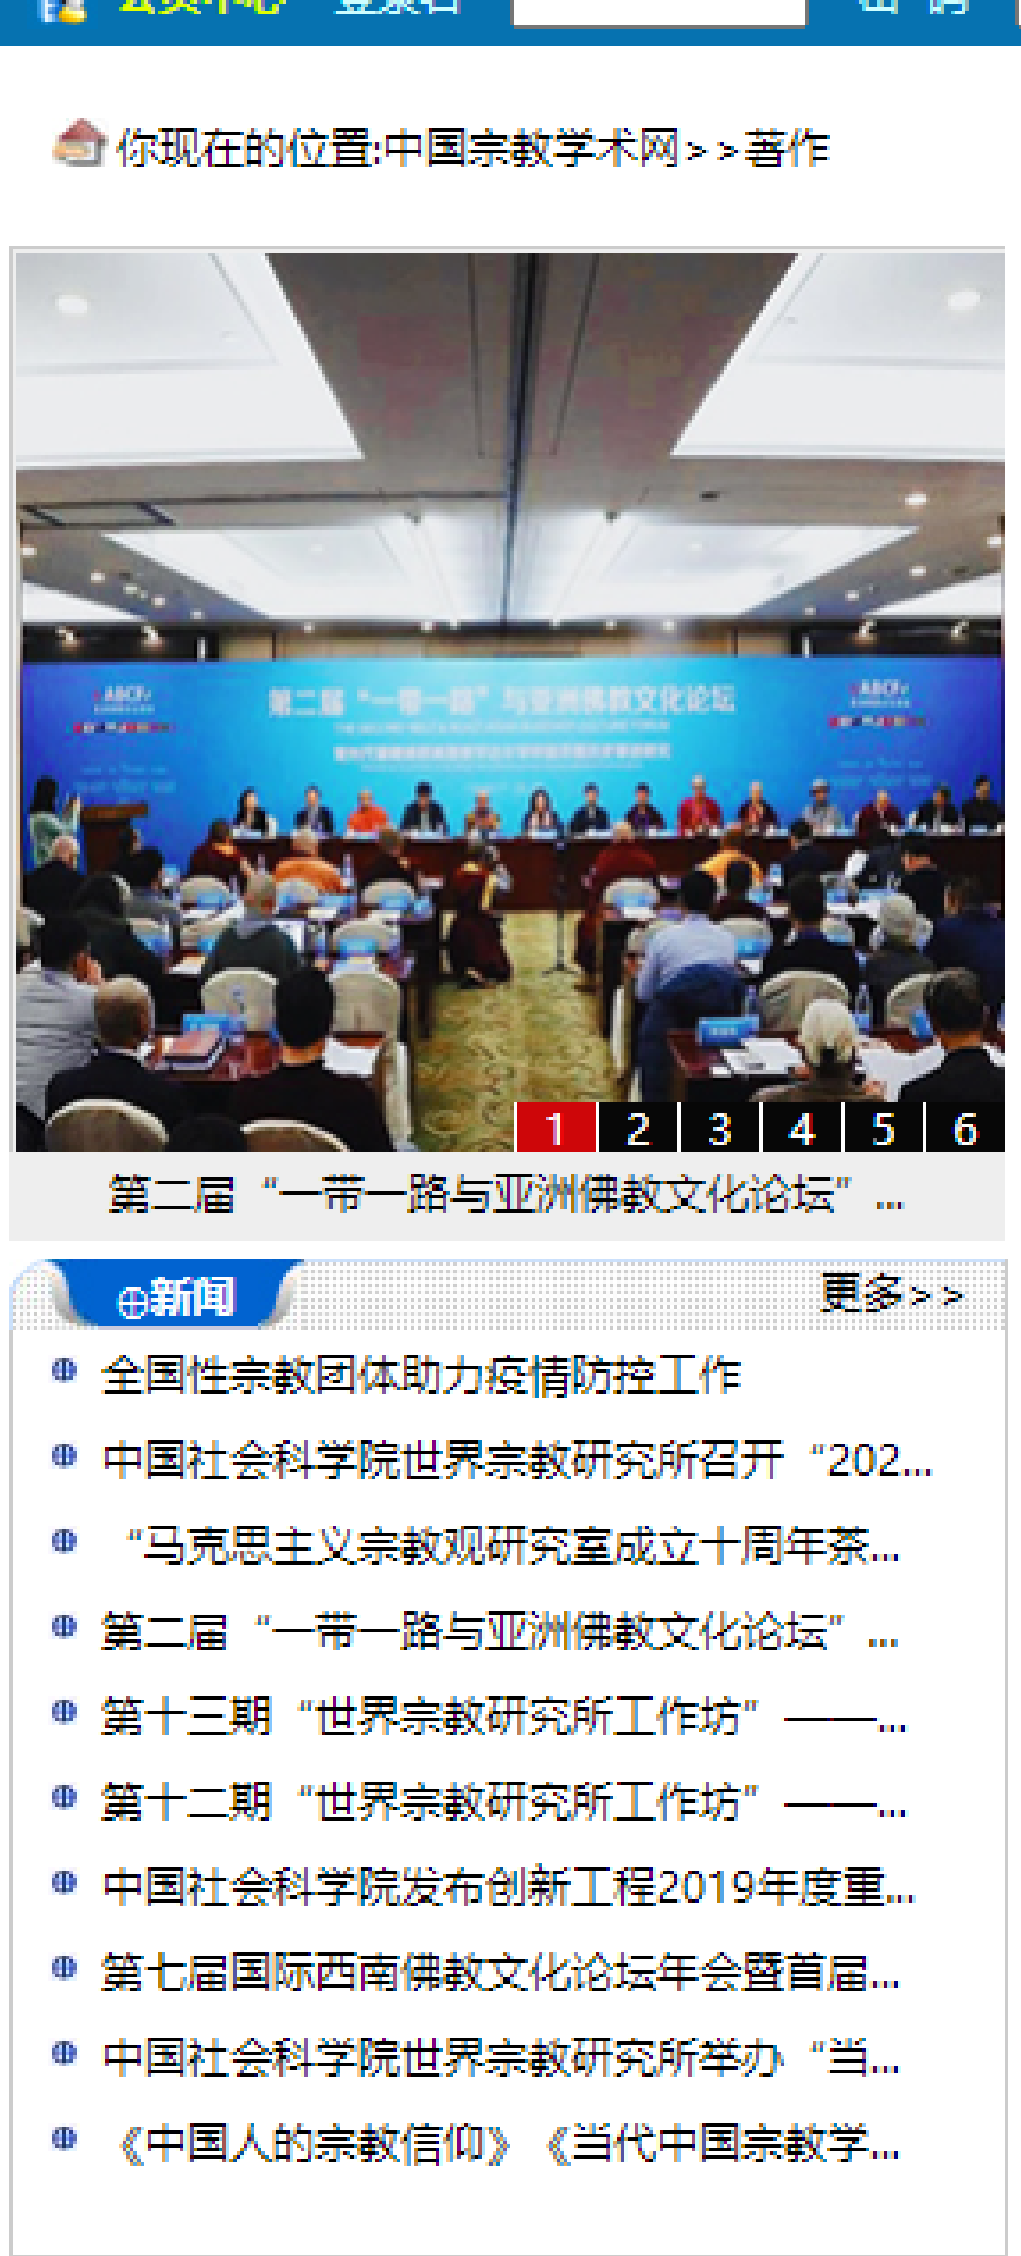 会员中心 登录名 密 码
你现在的位置:中国宗教学术网>>著作
ABCF ABCF
第二届“一带一路”与亚洲佛教文化论坛
1 2 3 4 5 6
第二届“一带一路与亚洲佛教文化论坛”...
新闻 更多>>
全国性宗教团体助力疫情防控工作
中国社会科学院世界宗教研究所召开“202...
“马克思主义宗教观研究室成立十周年茶...
第二届“一带一路与亚洲佛教文化论坛”...
第十三期“世界宗教研究所工作坊”——...
第十二期“世界宗教研究所工作坊”——...
中国社会科学院发布创新工程2019年度重...
第七届国际西南佛教文化论坛年会暨首届...
中国社会科学院世界宗教研究所举办“当...
《中国人的宗教信仰》《当代中国宗教学...